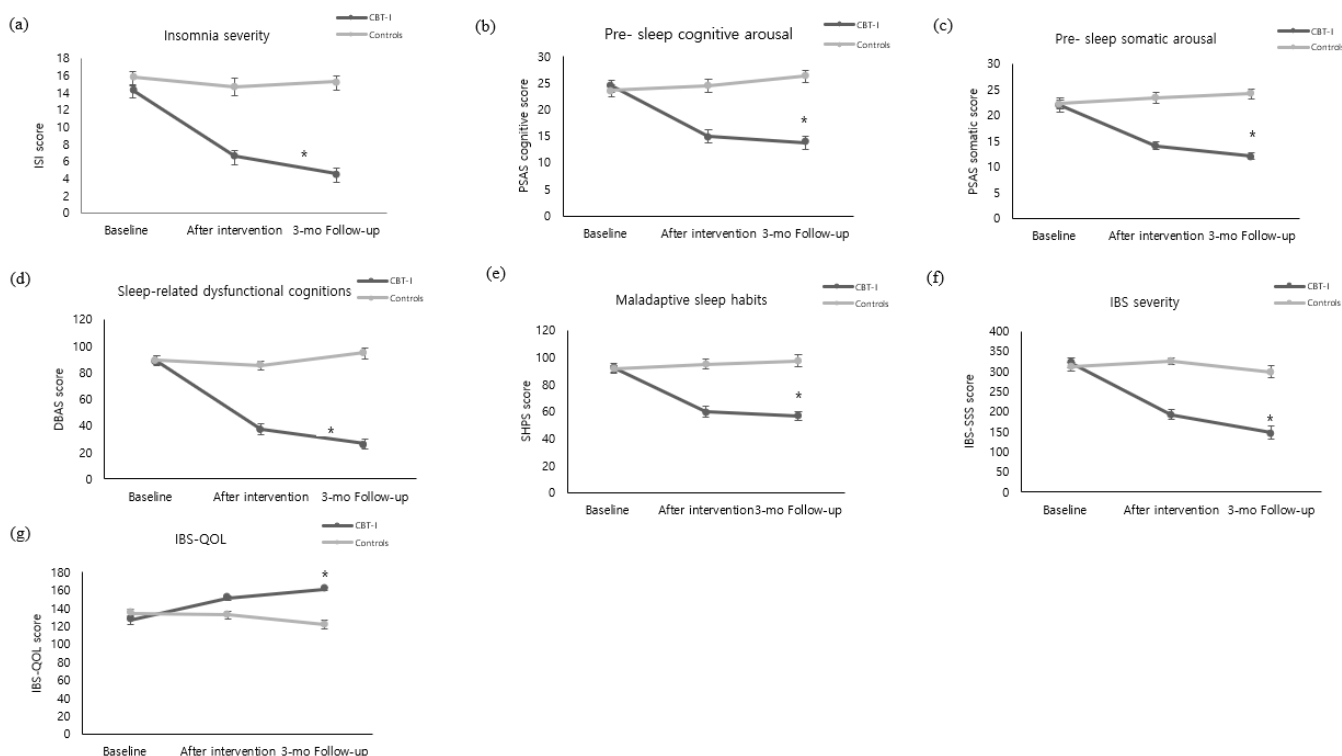 (a)
Insomnia severity
CBT-I
Controls
ISI score
18
16
14
12
10
8
6
4
2
0
*
Baseline After intervention 3-mo Follow-up
(b)
Pre- sleep cognitive arousal
CBT-I
Controls
PSAS cognitive score
30
25
20
15
10
5
0
*
Baseline After intervention 3-mo Follow-up
(c)
Pre- sleep somatic arousal
CBT-I
Controls
PSAS somatic score
30
25
20
15
10
5
0
*
Baseline After intervention 3-mo Follow-up
(d)
Sleep-related dysfunctional cognitions
CBT-I
Controls
DBAS score
120
100
80
60
40
20
0
*
Baseline After intervention 3-mo Follow-up
(e)
Maladaptive sleep habits
CBT-I
Controls
SHPS score
120
100
80
60
40
20
0
*
Baseline After intervention3-mo Follow-up
(f)
IBS severity
CBT-I
Controls
IBS-SSS score
400
350
300
250
200
150
100
50
0
*
Baseline After intervention 3-mo Follow-up
(g)
IBS-QOL
CBT-I
Controls
IBS-QOL score
180
160
140
120
100
80
60
40
20
0
*
Baseline After intervention 3-mo Follow-up